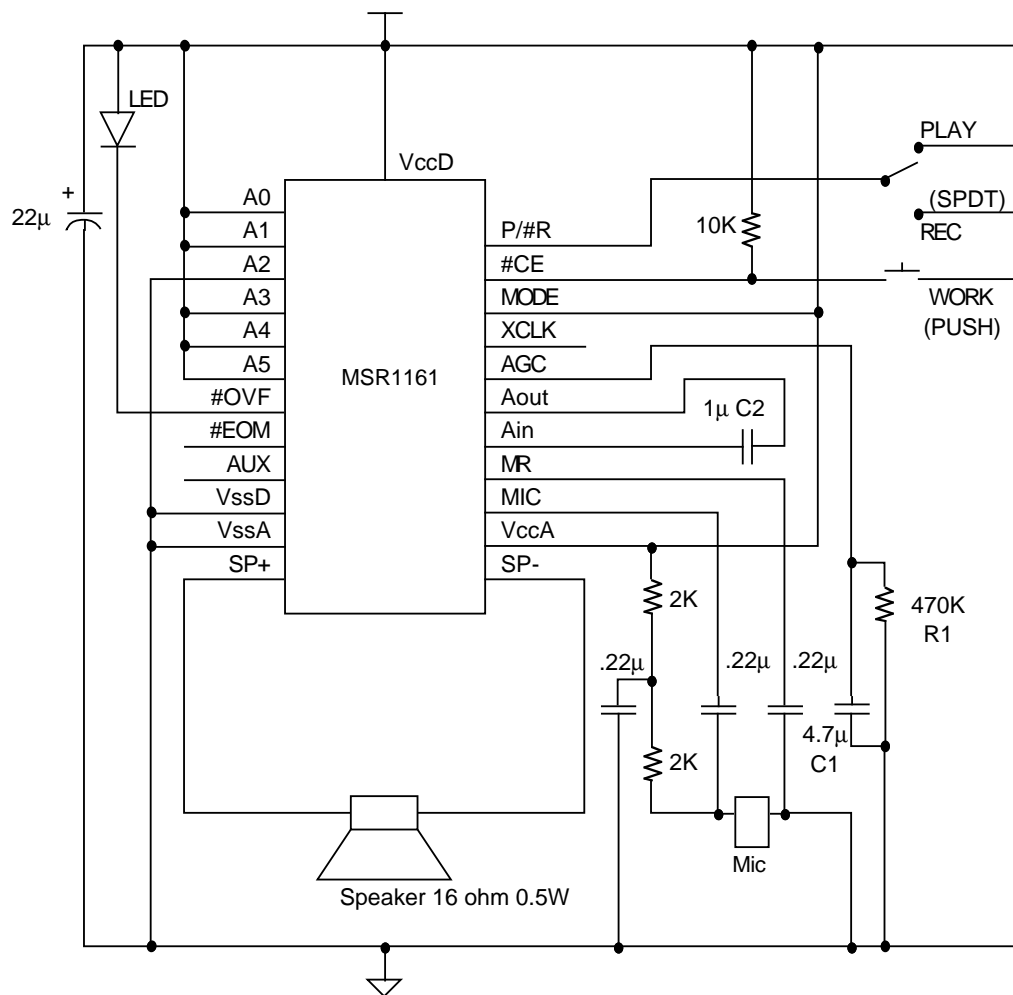 LED
PLAY
VccD
+
22μ
A0
(SPDT)
A1
P/#R
10K
REC
A2
#CE
A3
MODE
WORK
A4
XCLK
(PUSH)
A5
AGC
MSR1161
#OVF
Aout
1μ C2
#EOM
Ain
AUX
MR
VssD
MIC
VssA
VccA
SP+
SP-
2K
470K
R1
.22μ
.22μ
.22μ
4.7μ
C1
2K
Mic
Speaker 16 ohm 0.5W